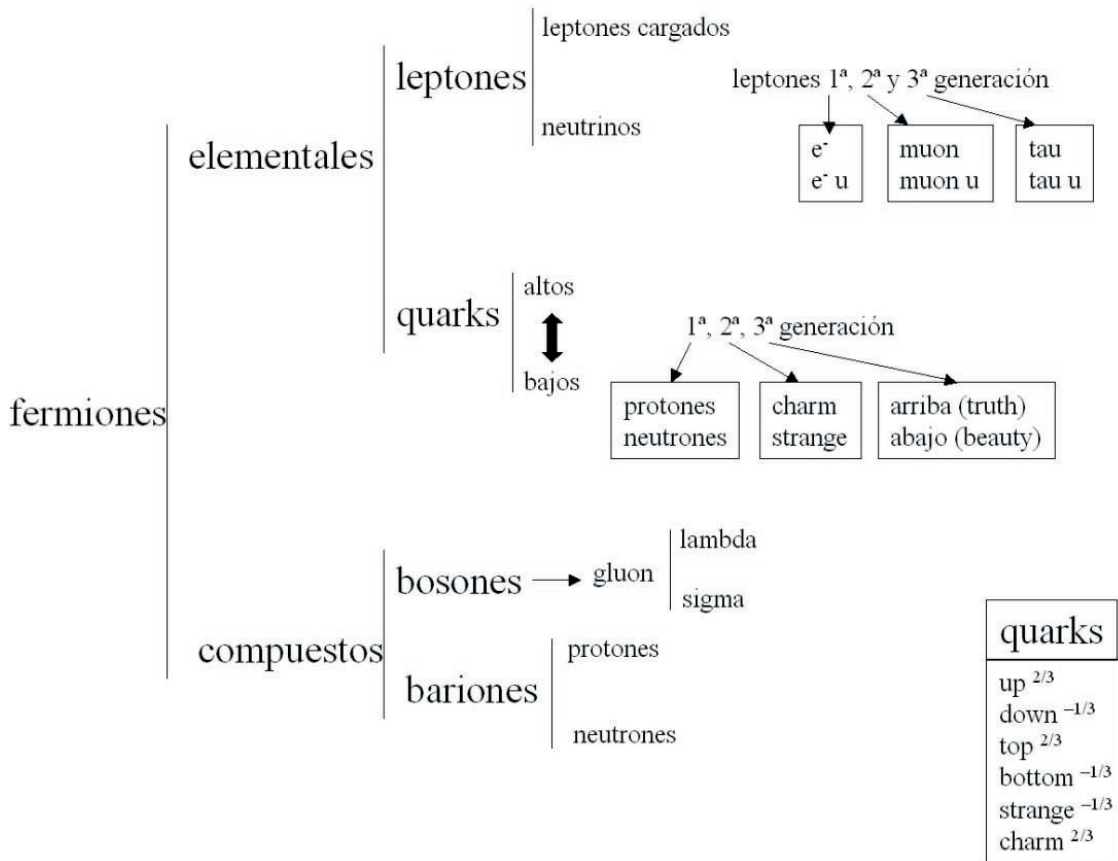 fermiones
elementales
leptones
leptones cargados
neutrinos
leptones 1ª, 2ª y 3ª generación
e⁻
e⁻ u
muon
muon u
tau
tau u
quarks
altos
bajos
1ª, 2ª, 3ª generación
protones
neutrones
charm
strange
arriba (truth)
abajo (beauty)
compuestos
bosones
gluon
lambda
sigma
bariones
protones
neutrones
quarks
up 2/3
down –1/3
top 2/3
bottom –1/3
strange –1/3
charm 2/3